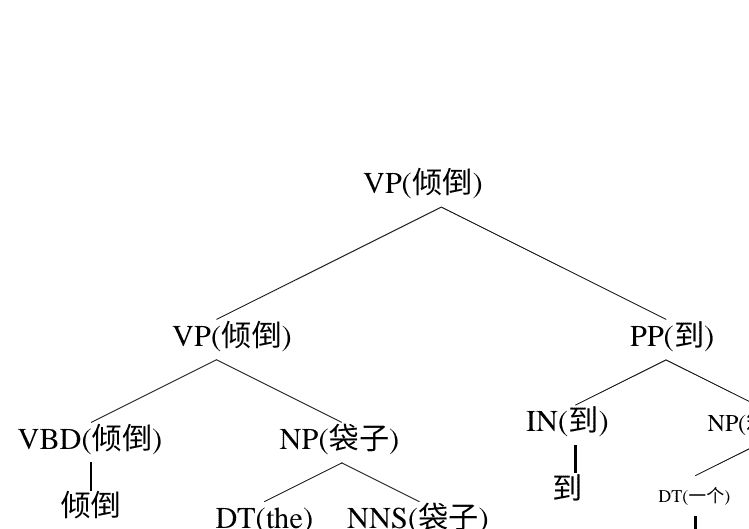 VP(倾倒)
VP(倾倒) PP(到)
VBD(倾倒) NP(袋子) IN(到)
倾倒 到 DT(一个)
DT(the) NNS(袋子)